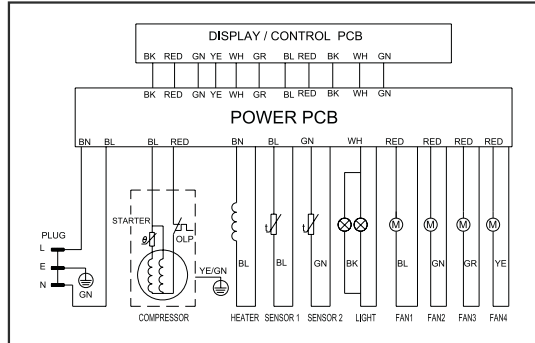 DISPLAY / CONTROL PCB
BK RED GN YE WH GR BL RED BK WH GN
BK RED GN YE WH GR BL RED BK WH GN
POWER PCB
BN BL BL RED BN BL GN WH RED RED RED RED
STARTER
OLP
PLUG
L
E
N
GN
YE/GN
BL BL GN BK BL GN GR YE
COMPRESSOR HEATER SENSOR 1 SENSOR 2 LIGHT FAN1 FAN2 FAN3 FAN4
M M M M